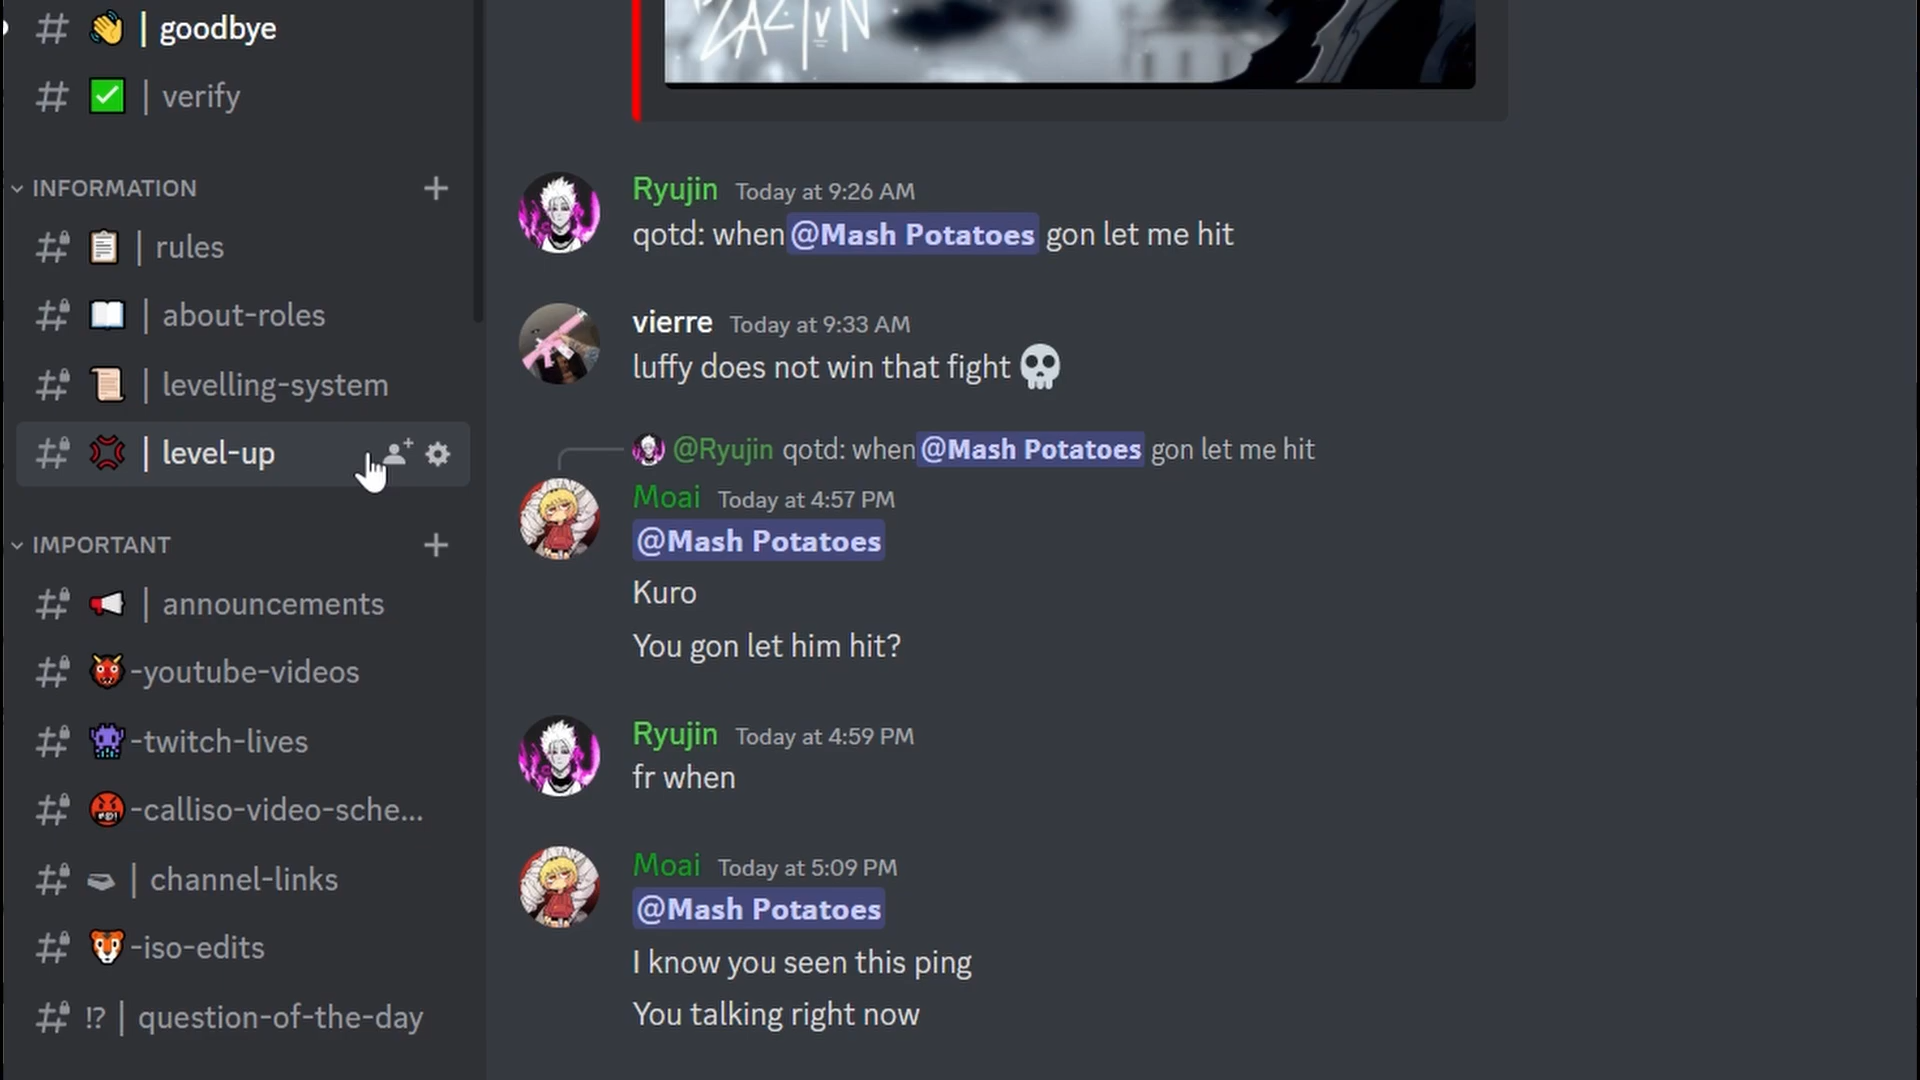 | goodbye
| verify
INFORMATION
| rules
| about-roles
| levelling-system
| level-up
IMPORTANT
| announcements
-youtube-videos
-twitch-lives
-calliso-video-sche...
| channel-links
-iso-edits
!? | question-of-the-day
Ryujin Today at 9:26 AM
qotd: when @Mash Potatoes gon let me hit
vierre Today at 9:33 AM
luffy does not win that fight 💀
@Ryujin qotd: when @Mash Potatoes gon let me hit
Moai Today at 4:57 PM
@Mash Potatoes
Kuro
You gon let him hit?
Ryujin Today at 4:59 PM
fr when
Moai Today at 5:09 PM
@Mash Potatoes
I know you seen this ping
You talking right now